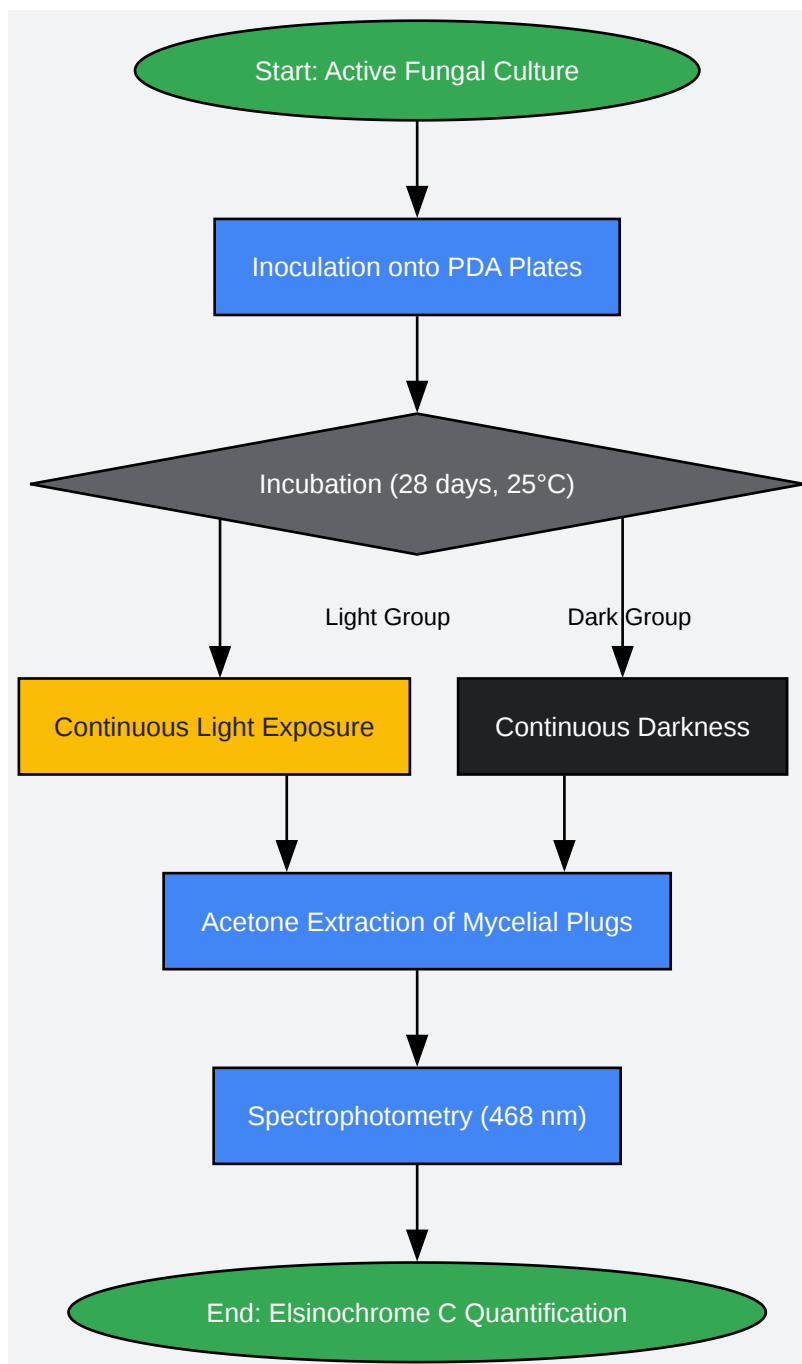 Start: Active Fungal Culture
Inoculation onto PDA Plates
Incubation (28 days, 25°C)
Light Group
Dark Group
Continuous Light Exposure
Continuous Darkness
Acetone Extraction of Mycelial Plugs
Spectrophotometry (468 nm)
End: Elsinochrome C Quantification